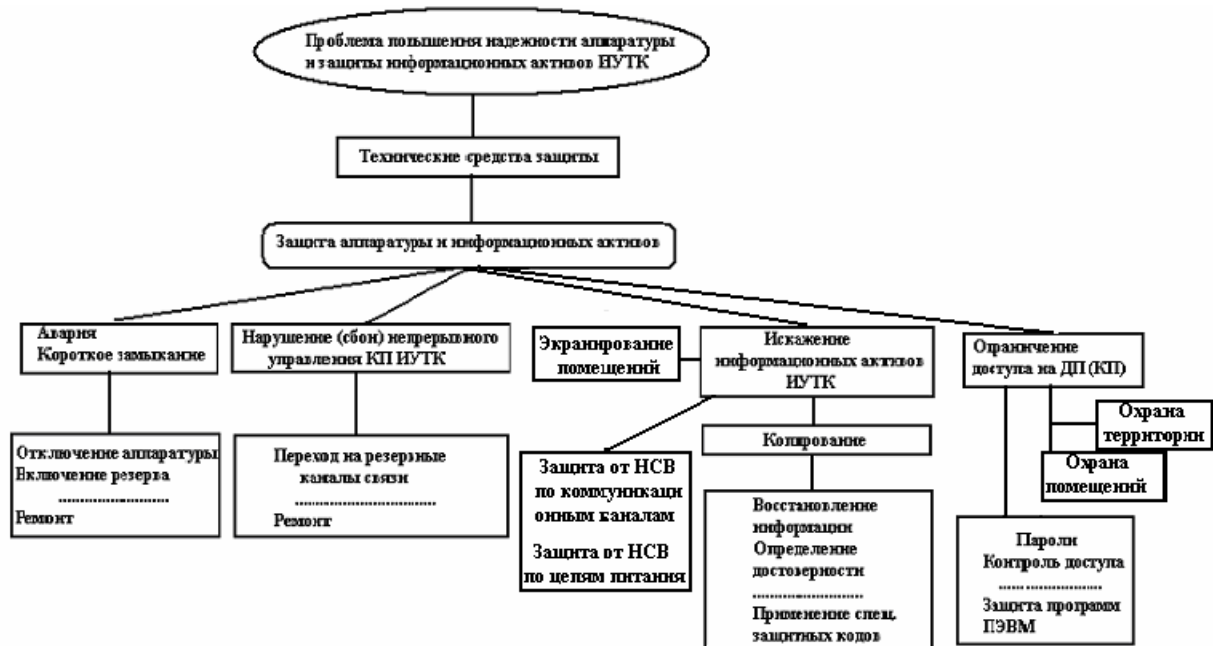 Проблема повышения надежности аппаратуры
и защиты информационных активов ИУТК
Технические средства защиты
Защита аппаратуры и информационных активов
Авария
Короткое замыкание
Нарушение (сбои) непрерывного
управления КП ИУТК
Экранирование
помещений
Искажение
информационных активов
ИУТК
Ограничение
доступа на ДП (КП)
Охрана
территории
Охрана
помещений
Отключение аппаратуры
Включение резерва
.........................
Ремонт
Переход на резервные
каналы связи
..............................
Ремонт
Защита от НСВ
по коммуникаци
онным каналам
Защита от НСВ
по цепям питания
Копирование
Восстановление
информации
Определение
достоверности
.........................
Применение спец.
защитных кодов
Пароли
Контроль доступа
.......................
Защита программ
ПЭВМ